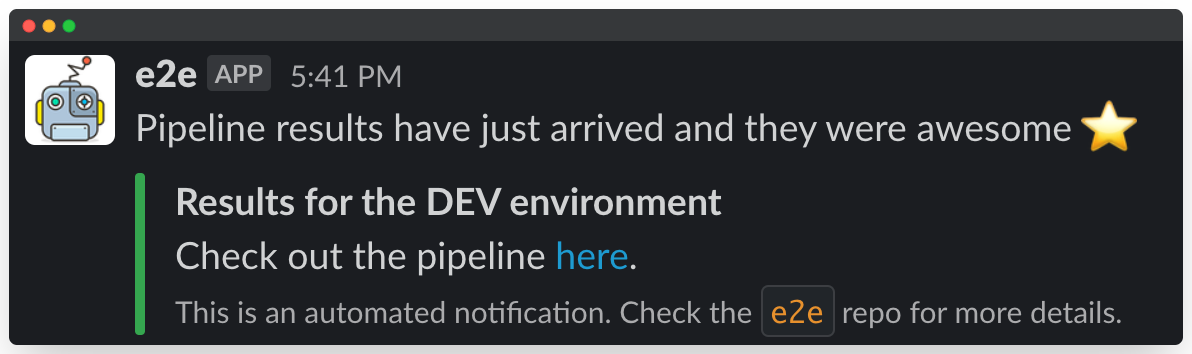 e2e APP 5:41 PM
Pipeline results have just arrived and they were awesome
Results for the DEV environment
Check out the pipeline here.
This is an automated notification. Check the e2e repo for more details.